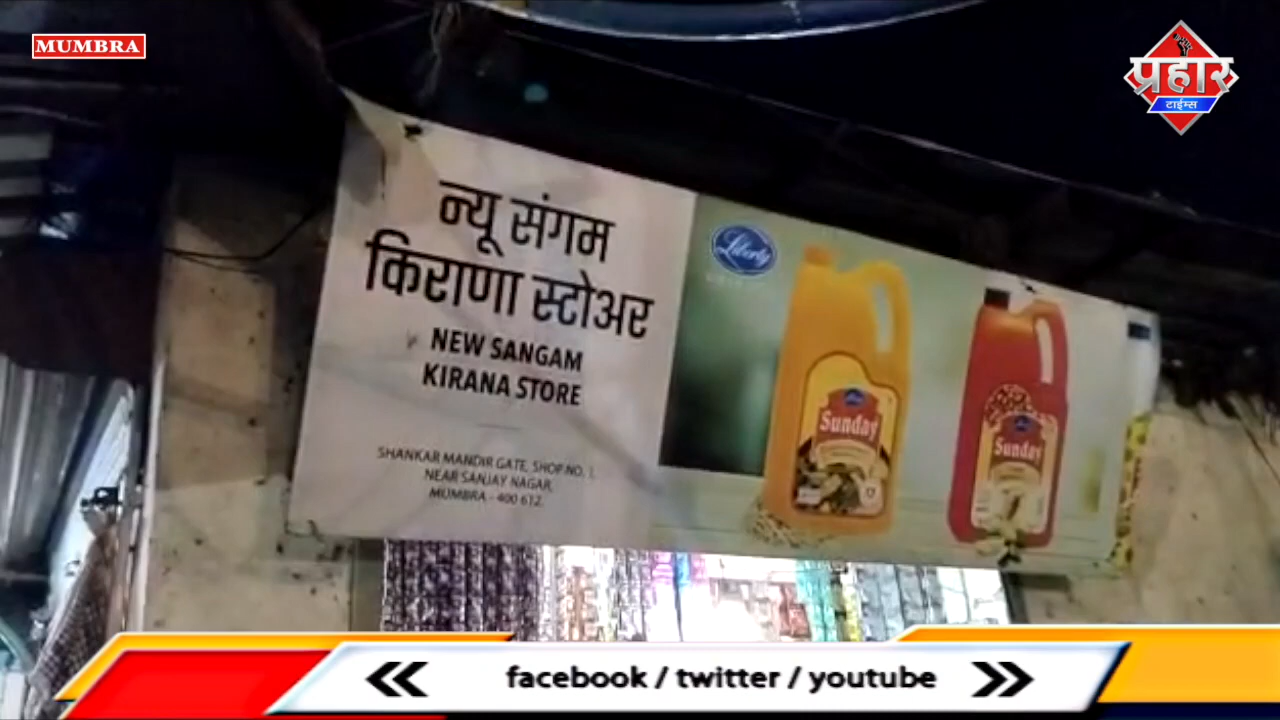 MUMBRA
प्रहार
टाईम्स
न्यू संगम
किराणा स्टोअर
NEW SANGAM
KIRANA STORE
SHANKAR MANDIR GATE, SHOP NO. 1,
NEAR SANJAY NAGAR,
MUMBRA - 400 612.
Liberty
Sunday
Sunday
facebook / twitter / youtube